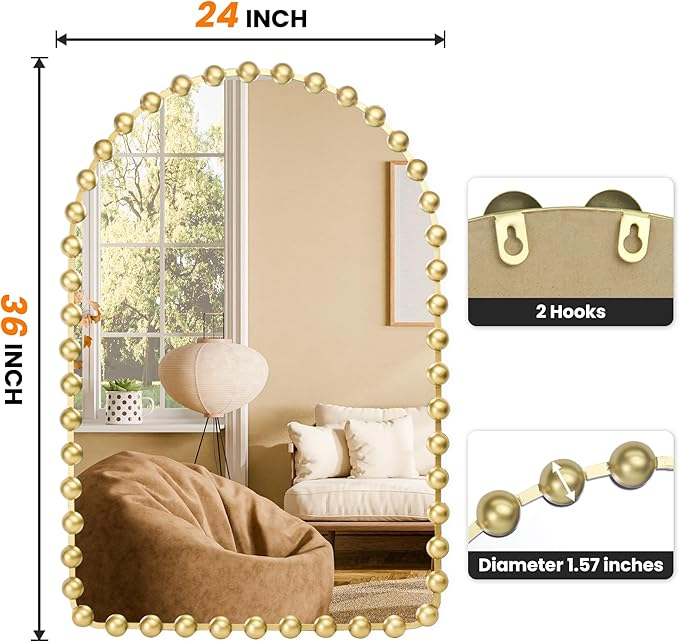 24 INCH
36 INCH
2 Hooks
Diameter 1.57 inches